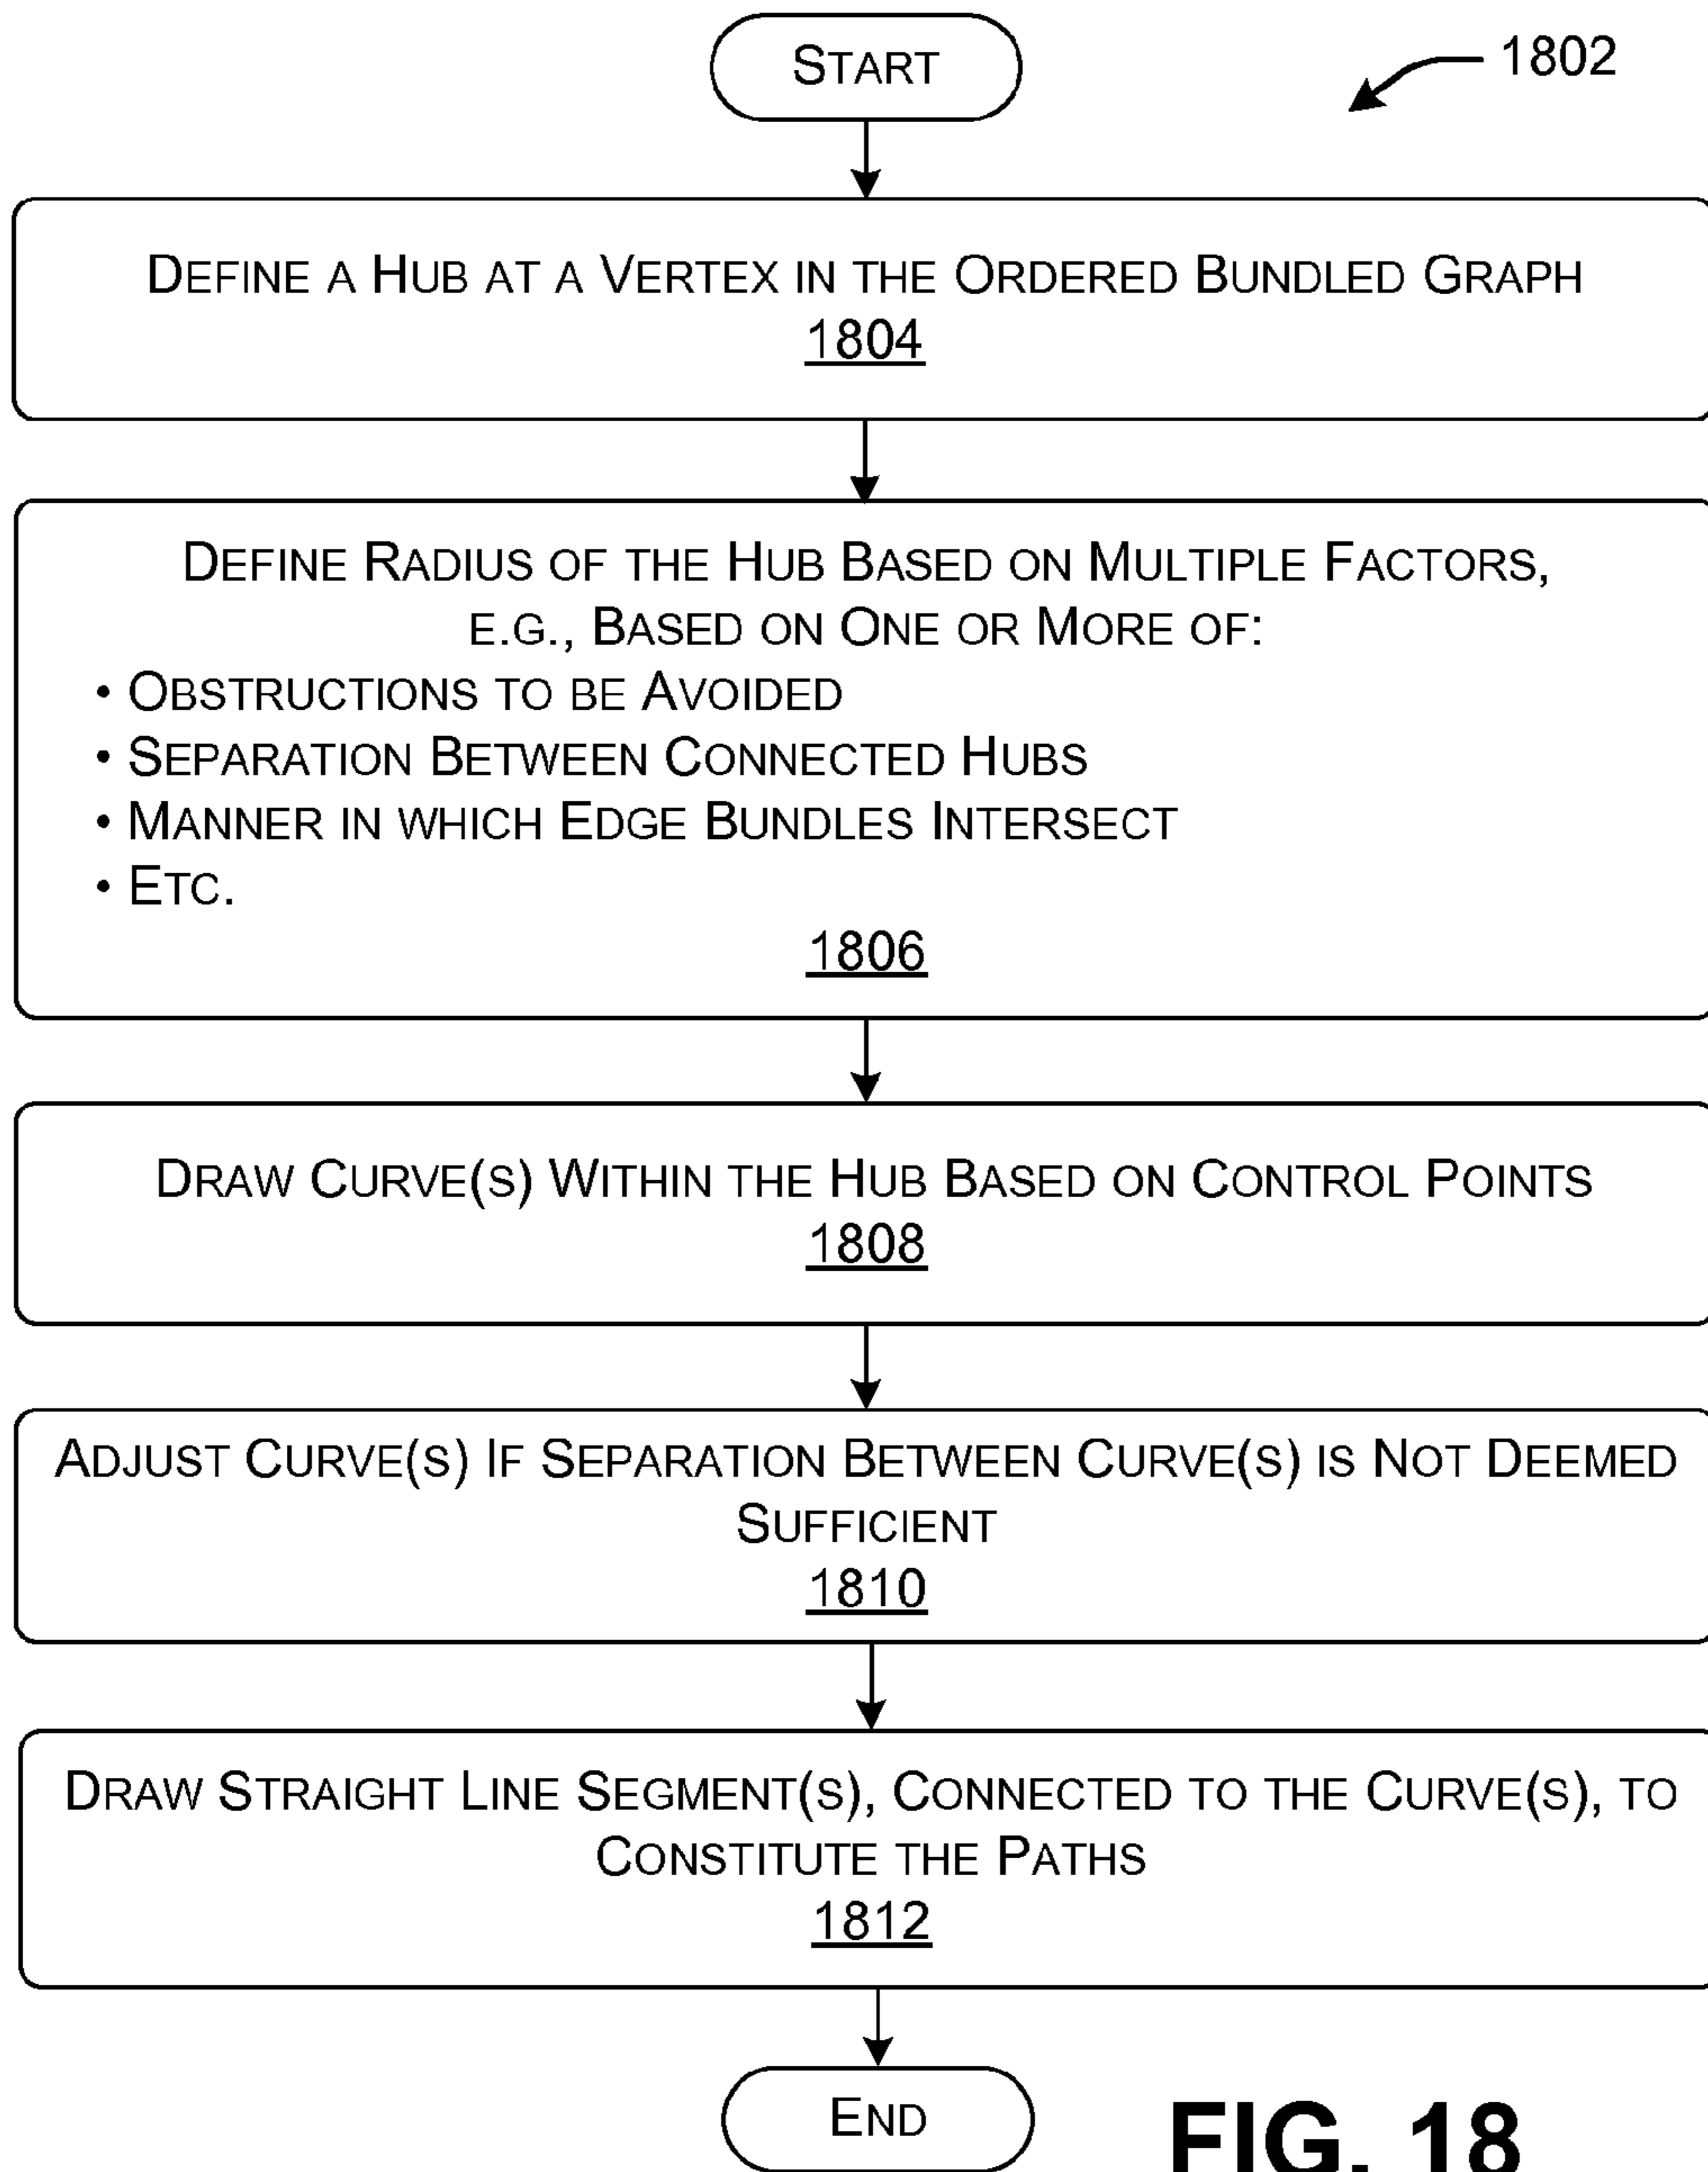 START
1802
DEFINE A HUB AT A VERTEX IN THE ORDERED BUNDLED GRAPH
1804
DEFINE RADIUS OF THE HUB BASED ON MULTIPLE FACTORS,
E.G., BASED ON ONE OR MORE OF:
• OBSTRUCTIONS TO BE AVOIDED
• SEPARATION BETWEEN CONNECTED HUBS
• MANNER IN WHICH EDGE BUNDLES INTERSECT
• ETC.
1806
DRAW CURVE(S) WITHIN THE HUB BASED ON CONTROL POINTS
1808
ADJUST CURVE(S) IF SEPARATION BETWEEN CURVE(S) IS NOT DEEMED
SUFFICIENT
1810
DRAW STRAIGHT LINE SEGMENT(S), CONNECTED TO THE CURVE(S), TO
CONSTITUTE THE PATHS
1812
END
FIG. 18